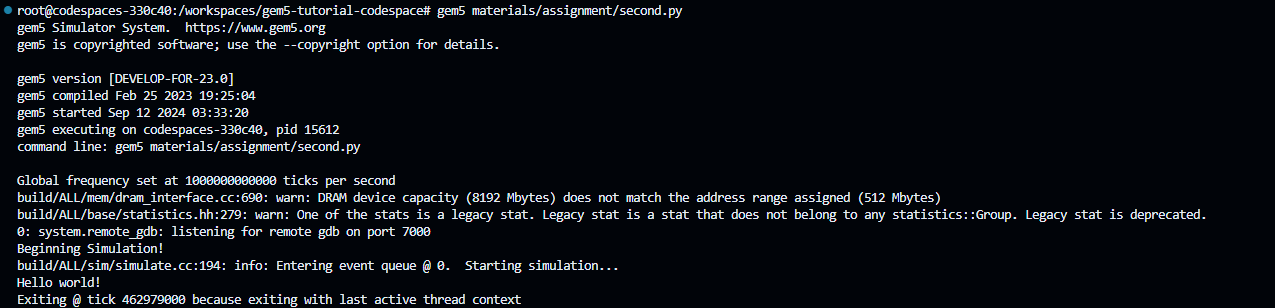 root@codespaces-330c40:/workspaces/gem5-tutorial-codespace# gem5 materials/assignment/second.py
gem5 Simulator System.  https://www.gem5.org
gem5 is copyrighted software; use the --copyright option for details.

gem5 version [DEVELOP-FOR-23.0]
gem5 compiled Feb 25 2023 19:25:04
gem5 started Sep 12 2024 03:33:20
gem5 executing on codespaces-330c40, pid 15612
command line: gem5 materials/assignment/second.py

Global frequency set at 1000000000000 ticks per second
build/ALL/mem/dram_interface.cc:690: warn: DRAM device capacity (8192 Mbytes) does not match the address range assigned (512 Mbytes)
build/ALL/base/statistics.hh:279: warn: One of the stats is a legacy stat. Legacy stat is a stat that does not belong to any statistics::Group. Legacy stat is deprecated.
0: system.remote_gdb: listening for remote gdb on port 7000
Beginning Simulation!
build/ALL/sim/simulate.cc:194: info: Entering event queue @ 0.  Starting simulation...
Hello world!
Exiting @ tick 462979000 because exiting with last active thread context